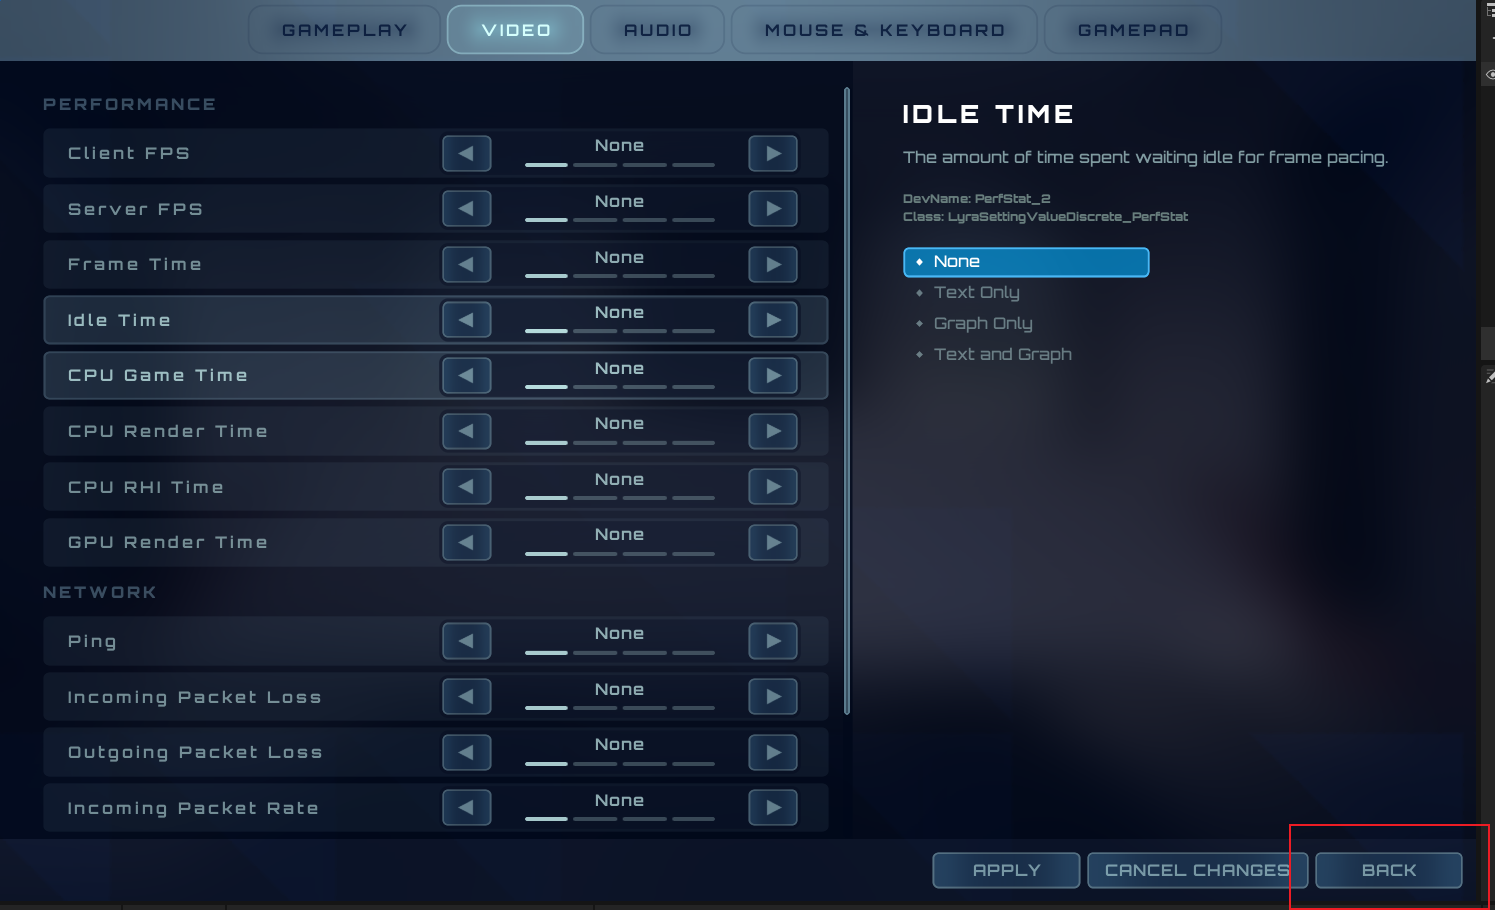 GAMEPLAY VIDEO AUDIO MOUSE & KEYBOARD GAMEPAD
PERFORMANCE
Client FPS None
Server FPS None
Frame Time None
Idle Time None
CPU Game Time None
CPU Render Time None
CPU RHI Time None
GPU Render Time None
NETWORK
Ping None
Incoming Packet Loss None
Outgoing Packet Loss None
Incoming Packet Rate None
IDLE TIME
The amount of time spent waiting idle for frame pacing.
DevName: PerfStat_2
Class: LyraSettingValueDiscrete_PerfStat
None
Text Only
Graph Only
Text and Graph
APPLY CANCEL CHANGES BACK